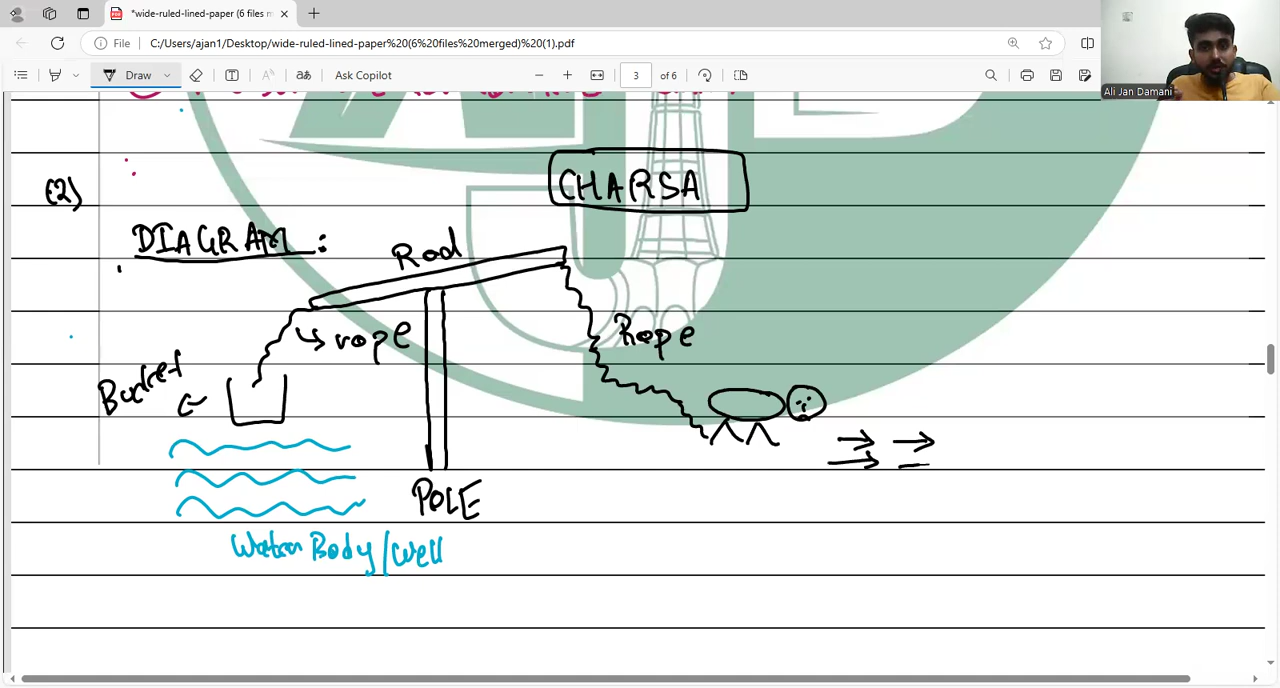 *wide-ruled-lined-paper (6 files m
File
C:/Users/ajan1/Desktop/wide-ruled-lined-paper%20(6%20files%20merged)%20(1).pdf
Draw
Ask Copilot
3 of 6
Ali Jan Damani
(2)
CHARSA
DIAGRAM :
Rod
rope
Rope
Bucket
POLE
Water Body/Well